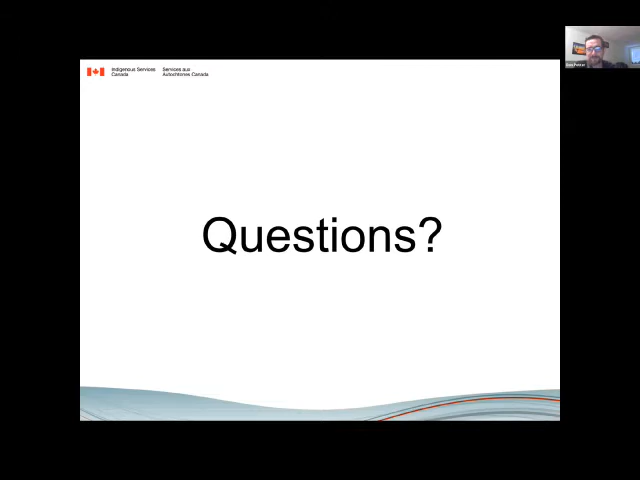 Indigenous Services Services aux
Canada Autochtones Canada
Questions?